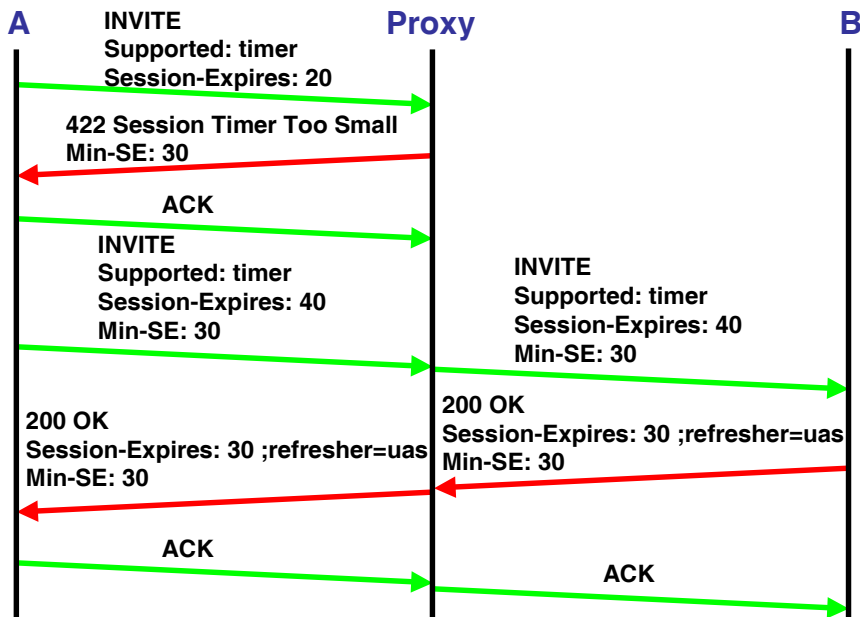 A
Proxy
B
INVITE
Supported: timer
Session-Expires: 20
422 Session Timer Too Small
Min-SE: 30
ACK
INVITE
Supported: timer
Session-Expires: 40
Min-SE: 30
INVITE
Supported: timer
Session-Expires: 40
Min-SE: 30
200 OK
Session-Expires: 30 ;refresher=uas
Min-SE: 30
200 OK
Session-Expires: 30 ;refresher=uas
Min-SE: 30
ACK
ACK